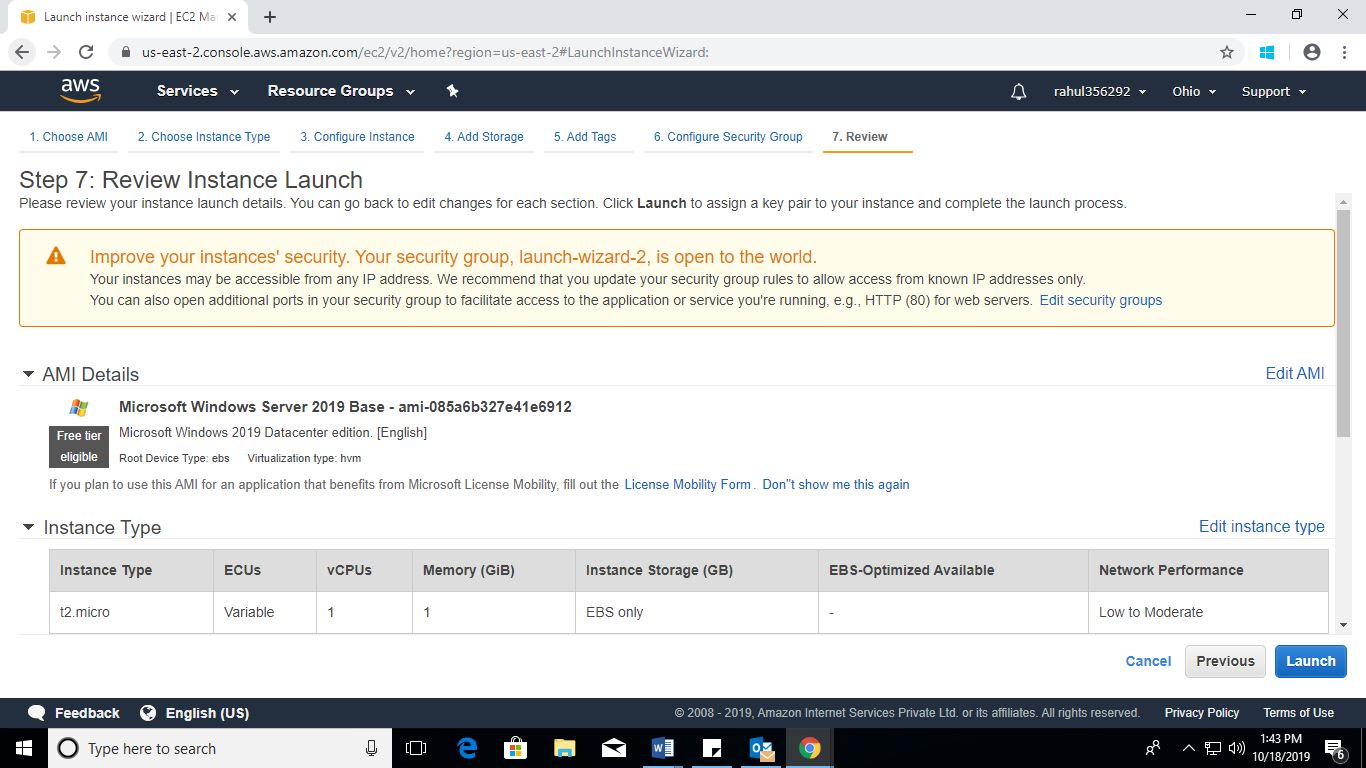 Launch instance wizard | EC2 Ma
us-east-2.console.aws.amazon.com/ec2/v2/home?region=us-east-2#LaunchInstanceWizard:
aws Services Resource Groups rahul356292 Ohio Support
1. Choose AMI 2. Choose Instance Type 3. Configure Instance 4. Add Storage 5. Add Tags 6. Configure Security Group 7. Review
Step 7: Review Instance Launch
Please review your instance launch details. You can go back to edit changes for each section. Click Launch to assign a key pair to your instance and complete the launch process.
Improve your instances' security. Your security group, launch-wizard-2, is open to the world.
Your instances may be accessible from any IP address. We recommend that you update your security group rules to allow access from known IP addresses only.
You can also open additional ports in your security group to facilitate access to the application or service you're running, e.g., HTTP (80) for web servers. Edit security groups
AMI Details Edit AMI
Microsoft Windows Server 2019 Base - ami-085a6b327e41e6912
Free tier Microsoft Windows 2019 Datacenter edition. [English]
eligible Root Device Type: ebs Virtualization type: hvm
If you plan to use this AMI for an application that benefits from Microsoft License Mobility, fill out the License Mobility Form . Don"t show me this again
Instance Type Edit instance type
Instance Type ECUs vCPUs Memory (GiB) Instance Storage (GB) EBS-Optimized Available Network Performance
t2.micro Variable 1 1 EBS only - Low to Moderate
Cancel Previous Launch
Feedback English (US) © 2008 - 2019, Amazon Internet Services Private Ltd. or its affiliates. All rights reserved. Privacy Policy Terms of Use
Type here to search
1:43 PM
10/18/2019
6